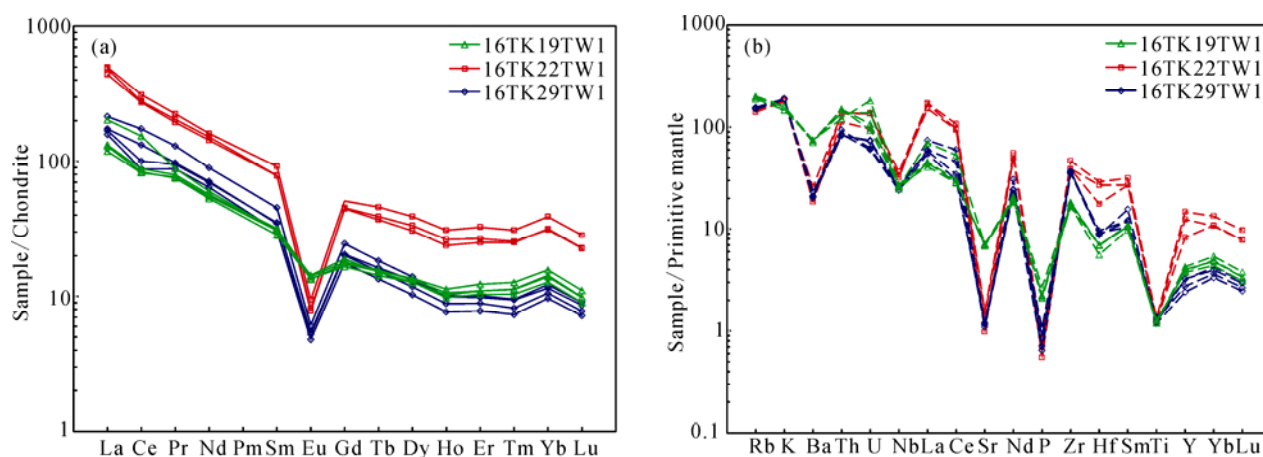 (a)
16TK19TW1
16TK22TW1
16TK29TW1
Sample/Chondrite
1000
100
10
1
La Ce Pr Nd Pm Sm Eu Gd Tb Dy Ho Er Tm Yb Lu
(b)
16TK19TW1
16TK22TW1
16TK29TW1
Sample/Primitive mantle
1000
100
10
1
0.1
Rb K Ba Th U Nb La Ce Sr Nd P Zr Hf Sm Ti Y Yb Lu